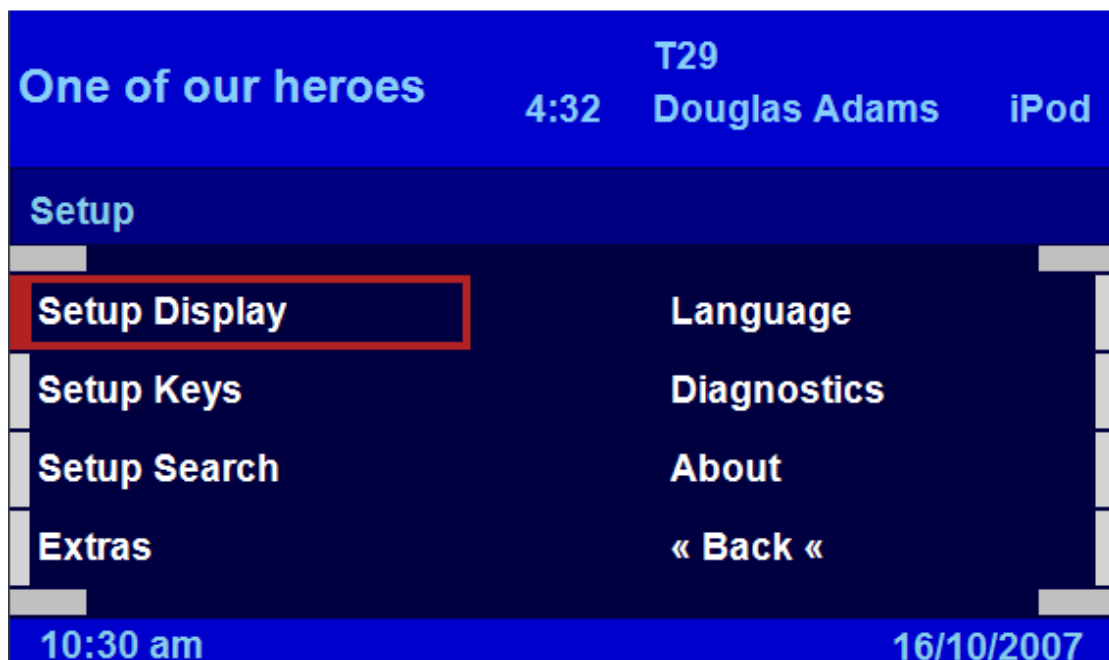 One of our heroes
T29
4:32 Douglas Adams iPod
Setup
Setup Display Language
Setup Keys Diagnostics
Setup Search About
Extras « Back «
10:30 am 16/10/2007